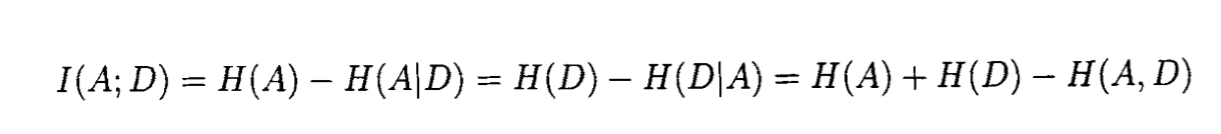 I(A; D) = H(A) − H(A|D) = H(D) − H(D|A) = H(A) + H(D) − H(A, D)